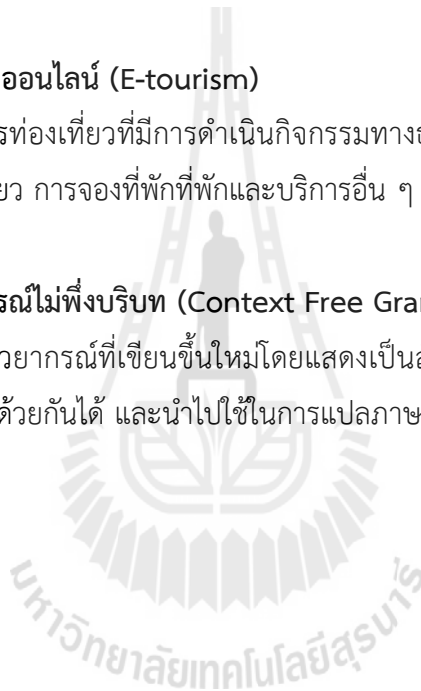 ออนไลน์ (E-tourism)
รท่องเที่ยวที่มีการดำเนินกิจกรรมทาง
ยว การจองที่พักที่พักและบริการอื่น ๆ
รณ์ไม่พึ่งบริบท (Context Free Gra
วยากรณ์ที่เขียนขึ้นใหม่โดยแสดงเป็น
ด้วยกันได้ และนำไปใช้ในการแปลภาษ
มหาวิทยาลัยเทคโนโลยีสุรนารี